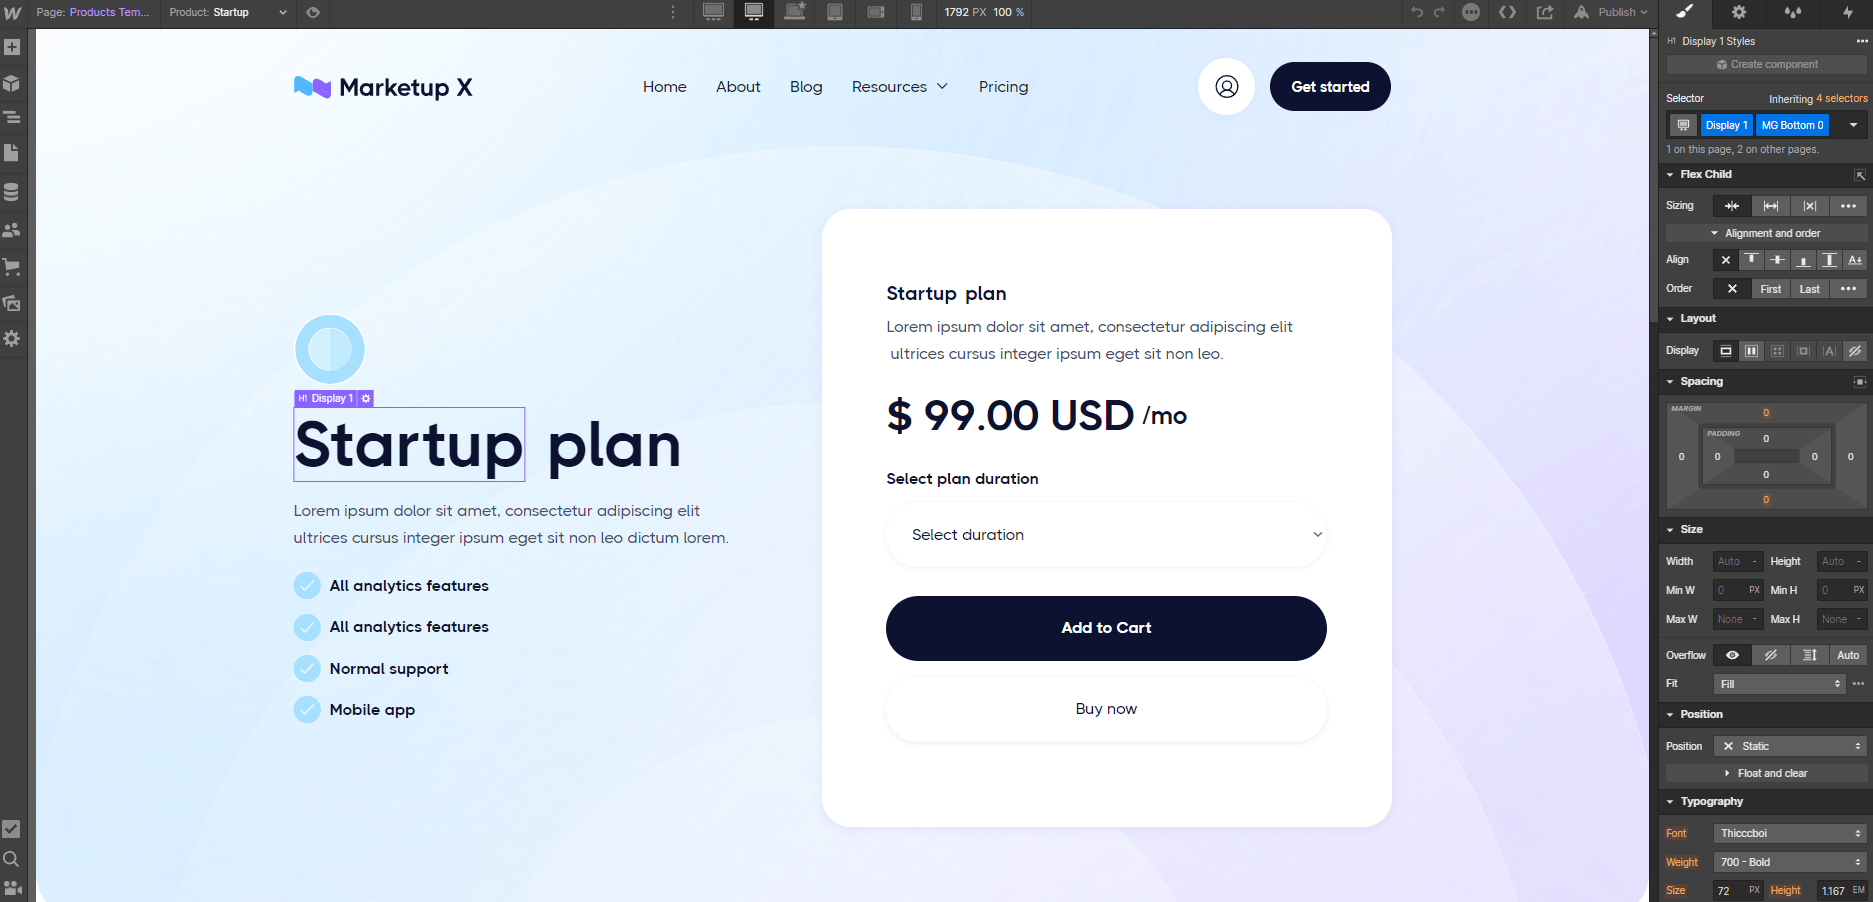 Page: Products Tem...
Product: Startup
1792 PX 100 %
Publish
Marketup X
Home
About
Blog
Resources
Pricing
Get started
H1 Display 1
Startup plan
Lorem ipsum dolor sit amet, consectetur adipiscing elit
ultrices cursus integer ipsum eget sit non leo dictum lorem.
All analytics features
All analytics features
Normal support
Mobile app
Startup plan
Lorem ipsum dolor sit amet, consectetur adipiscing elit
ultrices cursus integer ipsum eget sit non leo.
$ 99.00 USD /mo
Select plan duration
Select duration
Add to Cart
Buy now
H1 Display 1 Styles
Create component
Selector
Inheriting 4 selectors
Display 1
MG Bottom 0
1 on this page, 2 on other pages.
Flex Child
Sizing
Alignment and order
Align
Order
First
Last
Layout
Display
Spacing
MARGIN
0
PADDING
0
0 0 0 0
0
0
Size
Width Auto - Height Auto -
Min W 0 PX Min H 0 PX
Max W None - Max H None -
Overflow
Auto
Fit
Fill
Position
Position
Static
Float and clear
Typography
Font Thicccboi
Weight 700 - Bold
Size 72 PX Height 1.167 EM